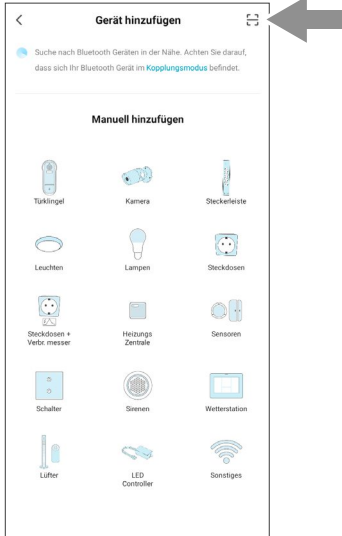 Gerät hinzufügen
Suche nach Bluetooth Geräten in der Nähe. Achten Sie darauf,
dass sich Ihr Bluetooth Gerät im Kopplungsmodus befindet.
Manuell hinzufügen
Türklingel
Kamera
Steckerleiste
Leuchten
Lampen
Steckdosen
Steckdosen +
Verbr. messer
Heizungs
Zentrale
Sensoren
Schalter
Sirenen
Wetterstation
Lüfter
LED
Controller
Sonstiges